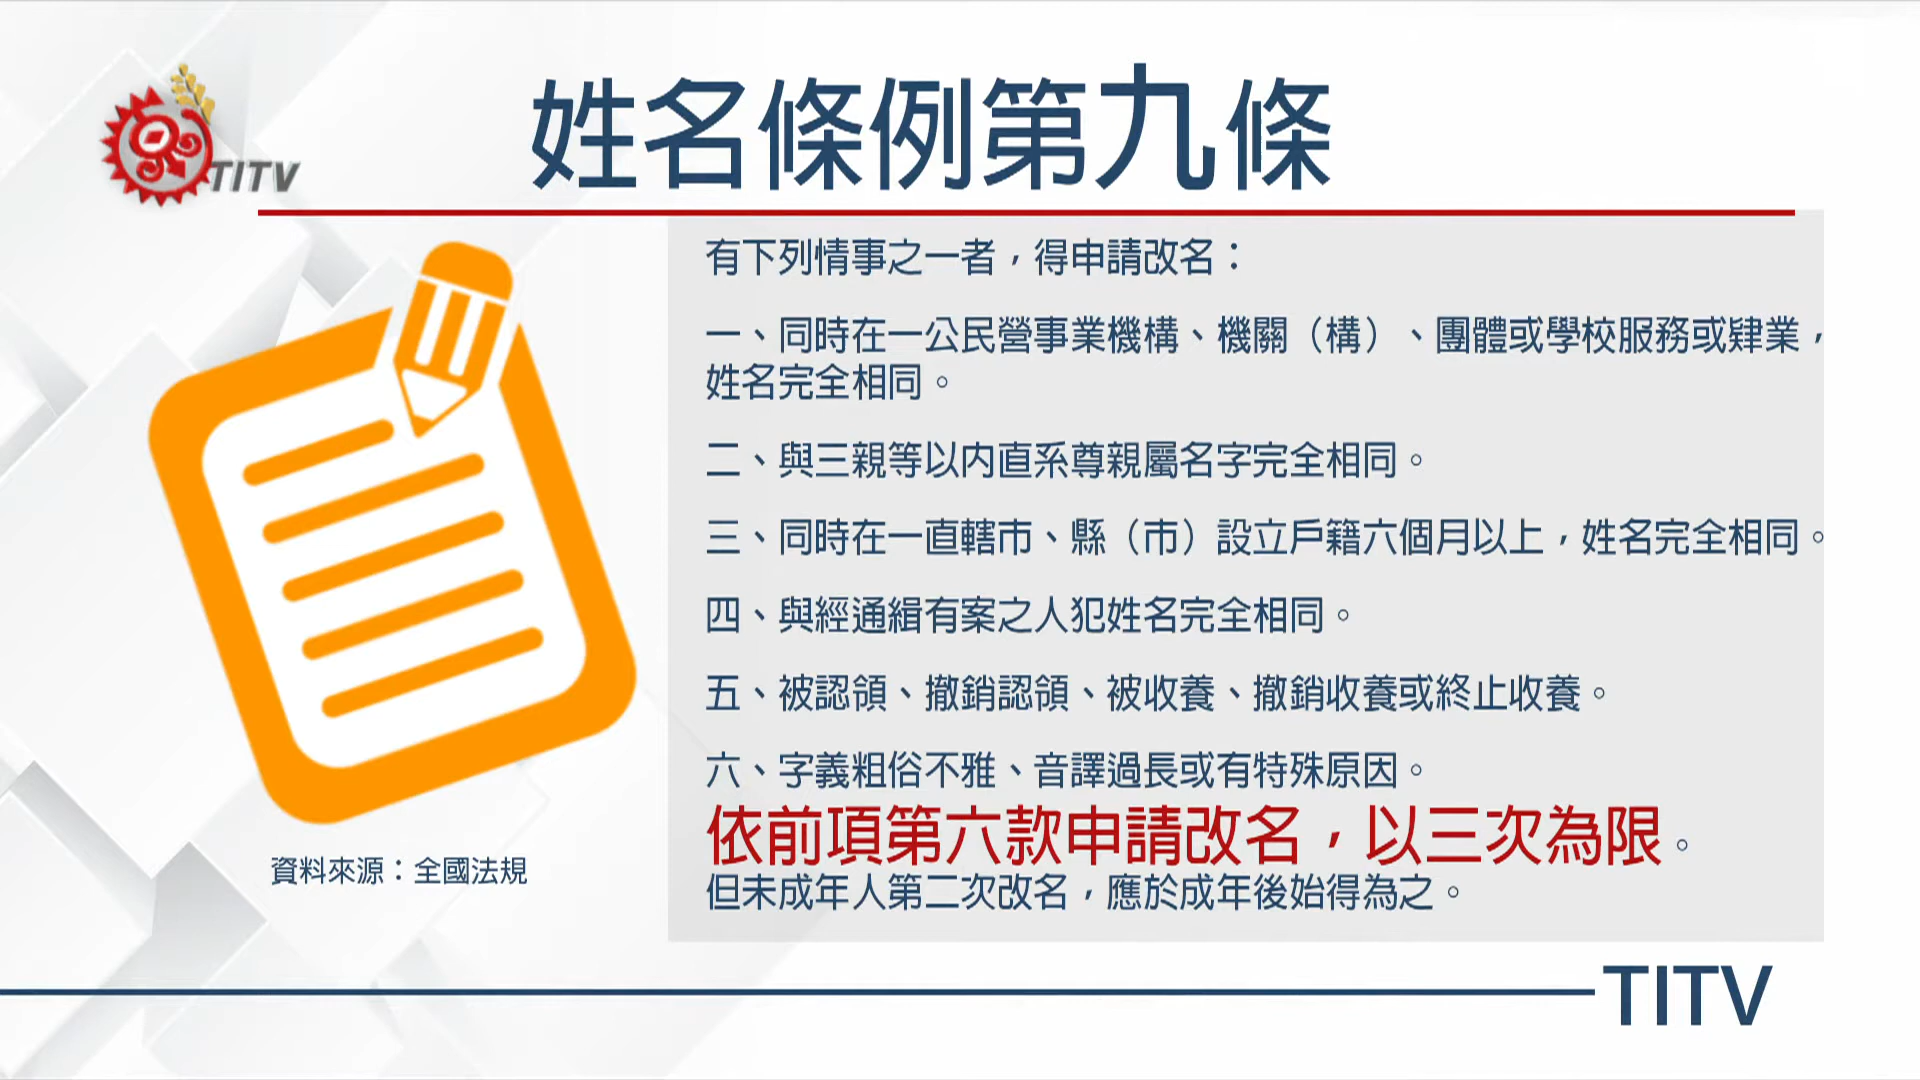 TITV
姓名條例第九條
有下列情事之一者，得申請改名：
一、同時在一公民營事業機構、機關（構）、團體或學校服務或肄業，
姓名完全相同。
二、與三親等以內直系尊親屬名字完全相同。
三、同時在一直轄市、縣（市）設立戶籍六個月以上，姓名完全相同。
四、與經通緝有案之人犯姓名完全相同。
五、被認領、撤銷認領、被收養、撤銷收養或終止收養。
六、字義粗俗不雅、音譯過長或有特殊原因。
依前項第六款申請改名，以三次為限。
但未成年人第二次改名，應於成年後始得為之。
資料來源：全國法規
TITV